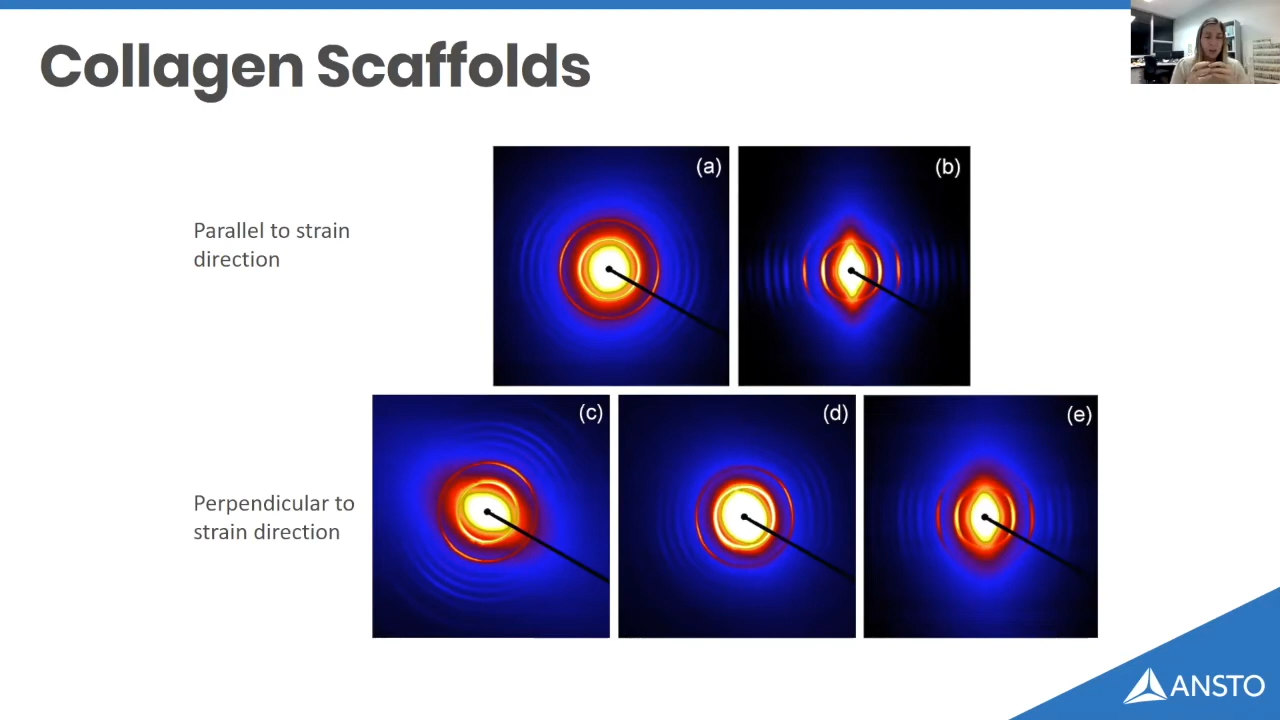 Collagen Scaffolds
(a)
(b)
Parallel to strain
direction
(c)
(d)
(e)
Perpendicular to
strain direction
ANSTO